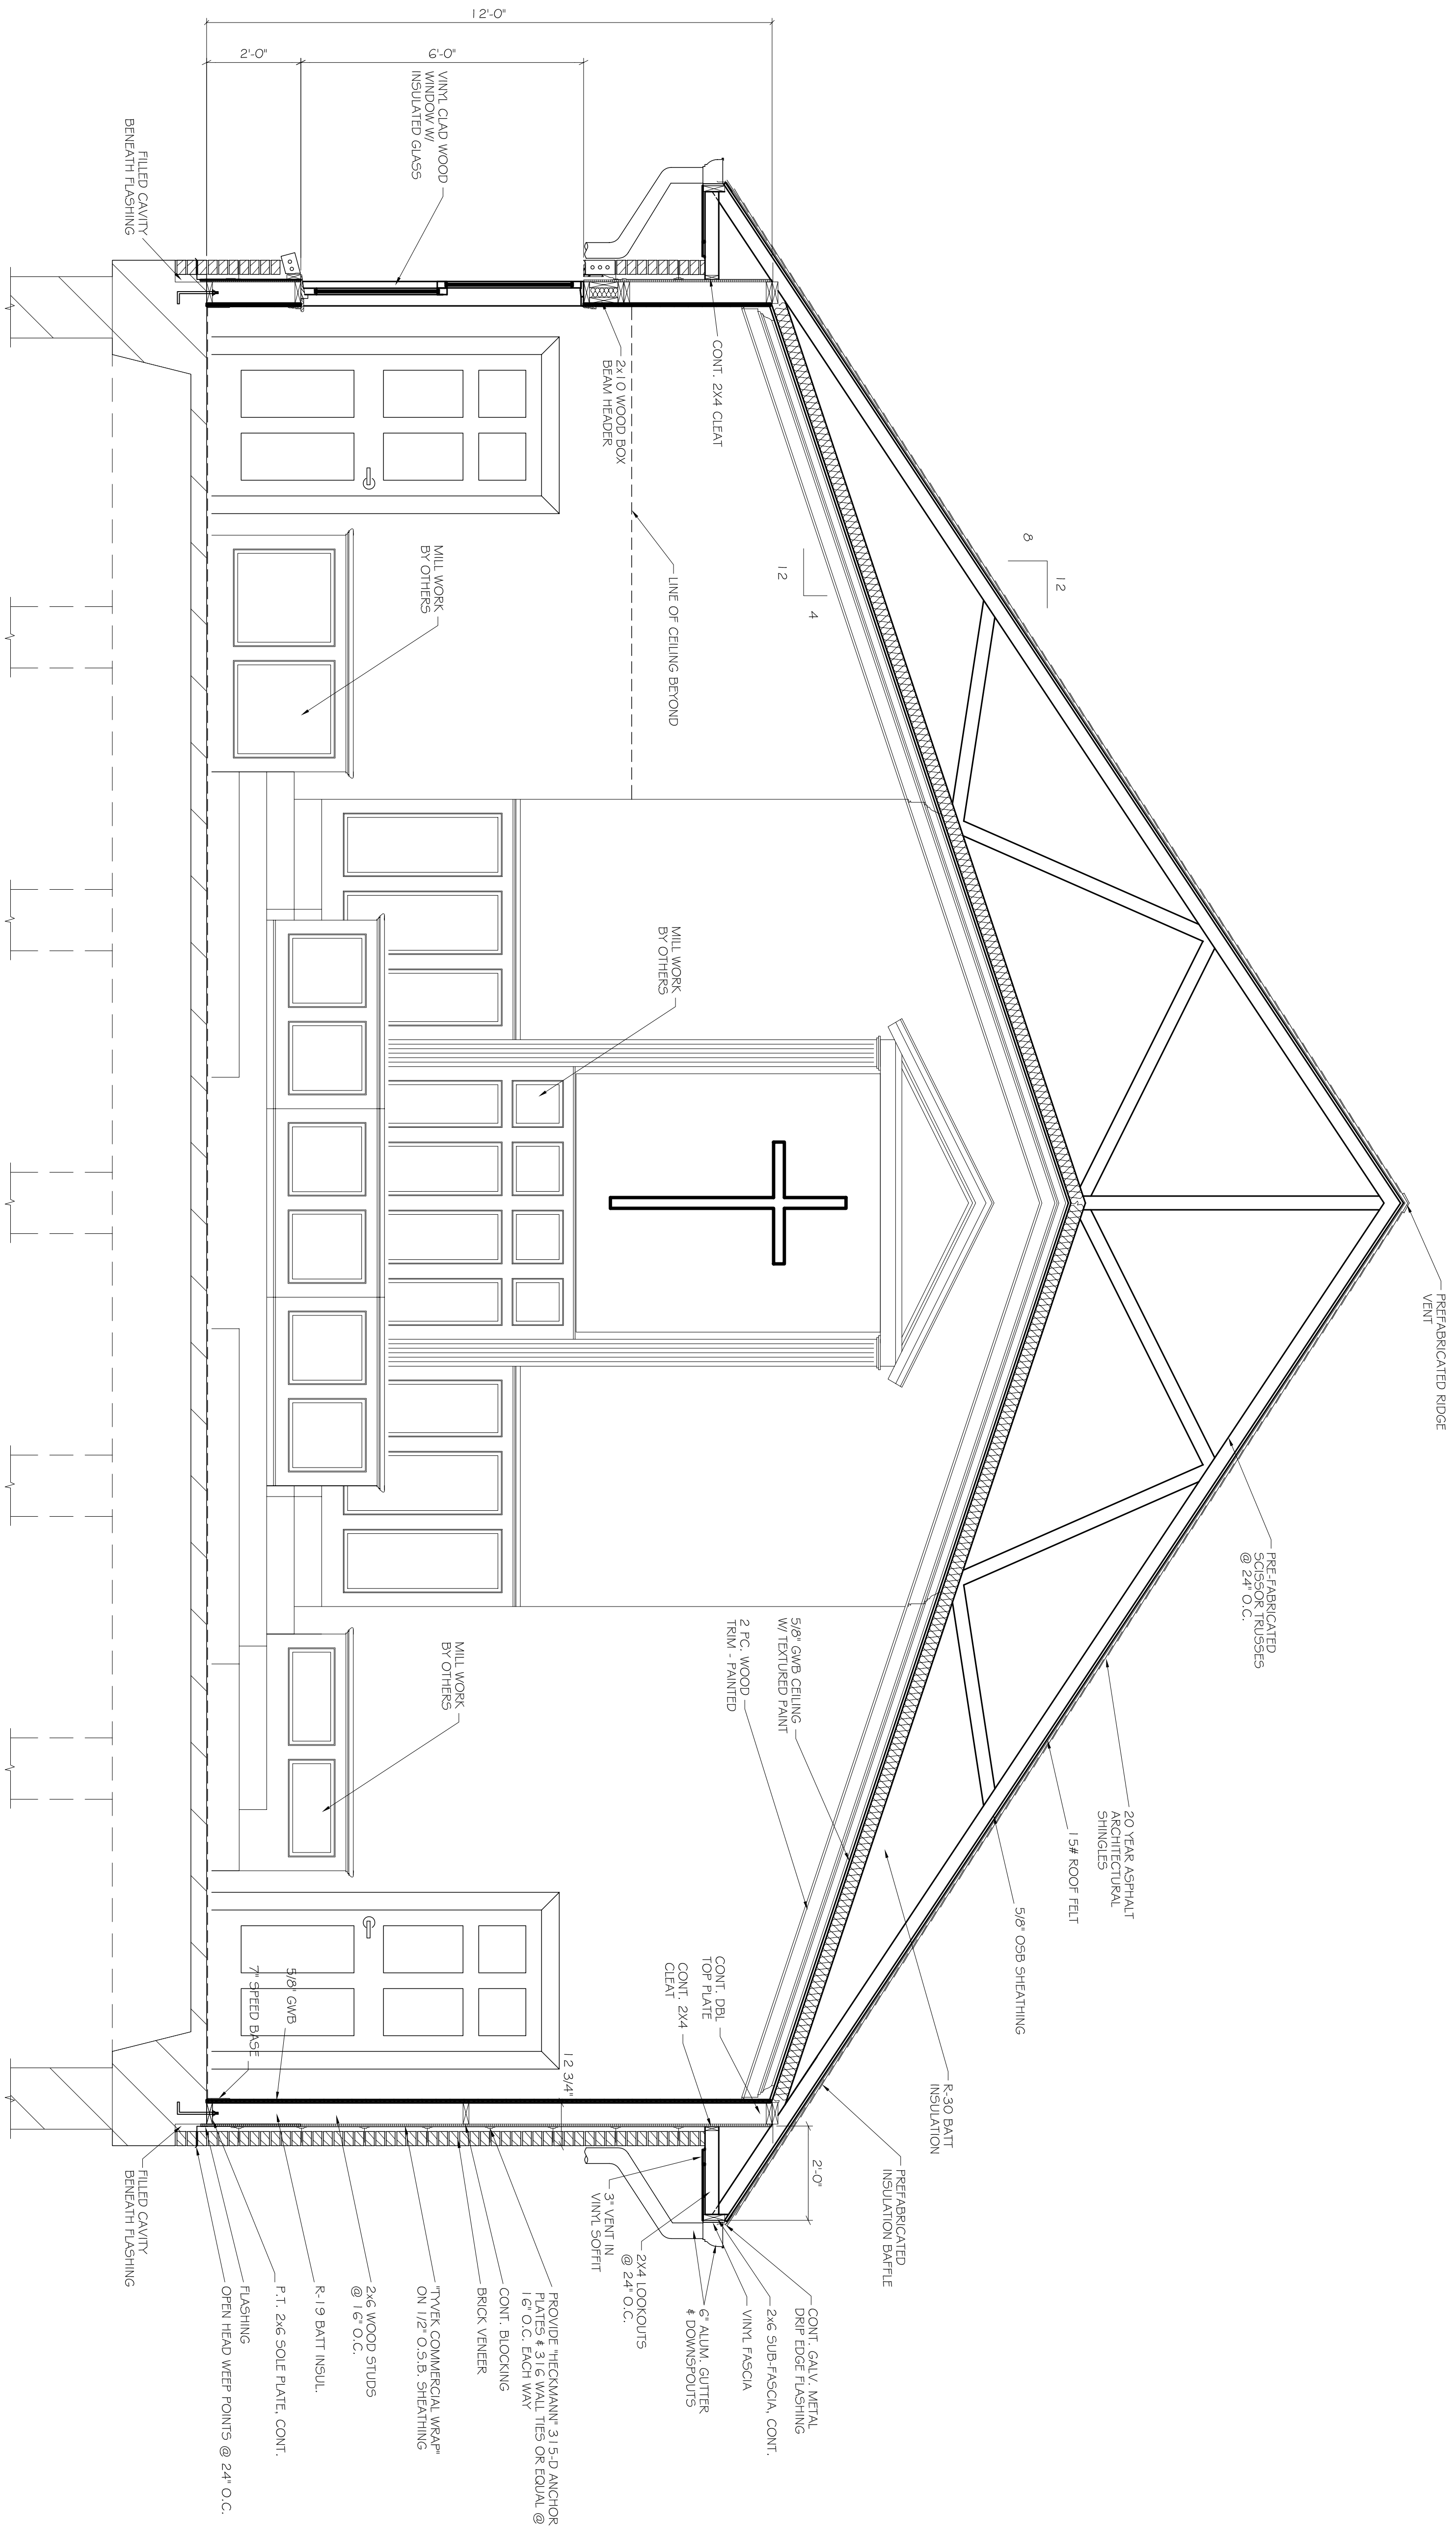 PREFABRICATED RIDGE
VENT
PRE-FABRICATED
SCISSOR TRUSSES
@ 24" O.C.
20 YEAR ASPHALT
ARCHITECTURAL
SHINGLES
15# ROOF FELT
5/8" OSB SHEATHING
R-30 BATT
INSULATION
PREFABRICATED
INSULATION BAFFLE
8
12
12
4
12'-0"
2'-0"
6'-0"
VINYL CLAD WOOD
WINDOW W/
INSULATED GLASS
FILLED CAVITY
BENEATH FLASHING
CONT. 2X4 CLEAT
2x10 WOOD BOX
BEAM HEADER
LINE OF CEILING BEYOND
MILL WORK
BY OTHERS
MILL WORK
BY OTHERS
MILL WORK
BY OTHERS
5/8" GWB CEILING
W/ TEXTURED PAINT
2 PC. WOOD
TRIM - PAINTED
CONT. DBL
TOP PLATE
CONT. 2X4
CLEAT
12 3/4"
5/8" GWB
7" SPEED BASE
2'-0"
CONT. GALV. METAL
DRIP EDGE FLASHING
2x6 SUB-FASCIA, CONT.
VINYL FASCIA
6" ALUM. GUTTER
& DOWNSPOUTS
2X4 LOOKOUTS
@ 24" O.C.
3" VENT IN
VINYL SOFFIT
PROVIDE "HECKMANN" 315-D ANCHOR
PLATES & 316 WALL TIES OR EQUAL @
16" O.C. EACH WAY
CONT. BLOCKING
BRICK VENEER
"TYVEK COMMERCIAL WRAP"
ON 1/2" O.S.B. SHEATHING
2x6 WOOD STUDS
@ 16" O.C.
R-19 BATT INSUL.
P.T. 2x6 SOLE PLATE, CONT.
FLASHING
OPEN HEAD WEEP POINTS @ 24" O.C.
FILLED CAVITY
BENEATH FLASHING